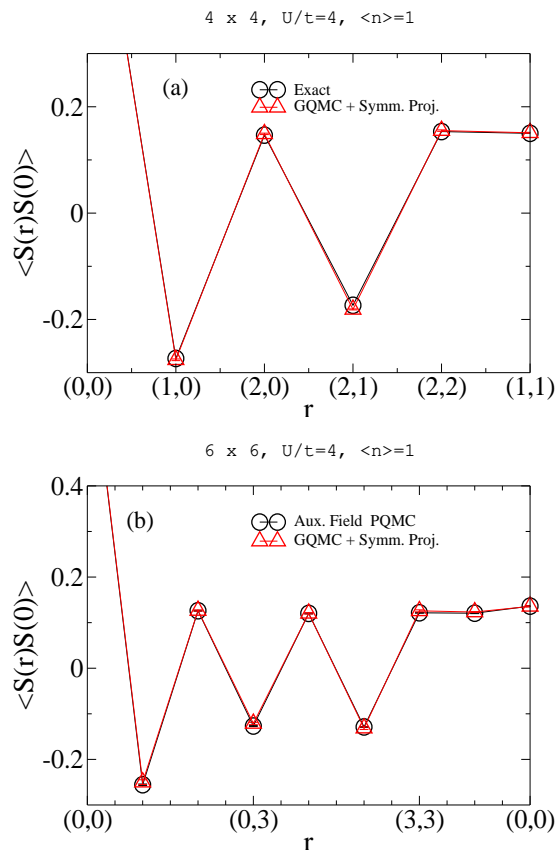 4 x 4, U/t=4, <n>=1
(a)
Exact
GQMC + Symm. Proj.
<S(r)S(0)>
0.2
0
-0.2
(0,0) (1,0) (2,0) (2,1) (2,2) (1,1)
r
6 x 6, U/t=4, <n>=1
(b)
Aux. Field PQMC
GQMC + Symm. Proj.
<S(r)S(0)>
0.4
0.2
0
-0.2
(0,0) (0,3) (3,3) (0,0)
r